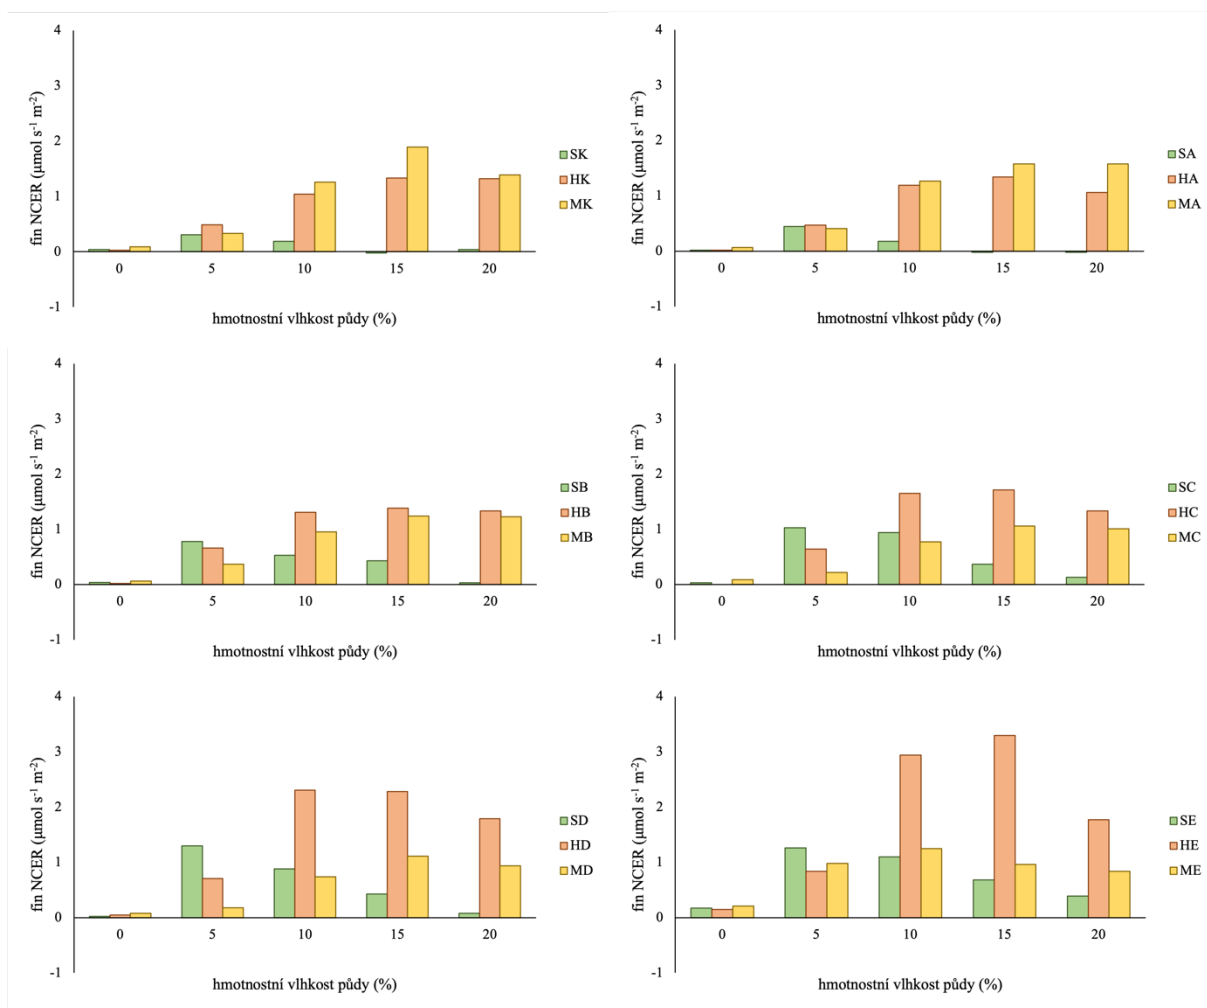 4
3
2
1
0
-1
fin NCER (μmol s⁻¹ m⁻²)
0 5 10 15 20
hmotnostní vlhkost půdy (%)
SK
HK
MK
4
3
2
1
0
-1
fin NCER (μmol s⁻¹ m⁻²)
0 5 10 15 20
hmotnostní vlhkost půdy (%)
SA
HA
MA
4
3
2
1
0
-1
fin NCER (μmol s⁻¹ m⁻²)
0 5 10 15 20
hmotnostní vlhkost půdy (%)
SB
HB
MB
4
3
2
1
0
-1
fin NCER (μmol s⁻¹ m⁻²)
0 5 10 15 20
hmotnostní vlhkost půdy (%)
SC
HC
MC
4
3
2
1
0
-1
fin NCER (μmol s⁻¹ m⁻²)
0 5 10 15 20
hmotnostní vlhkost půdy (%)
SD
HD
MD
4
3
2
1
0
-1
fin NCER (μmol s⁻¹ m⁻²)
0 5 10 15 20
hmotnostní vlhkost půdy (%)
SE
HE
ME